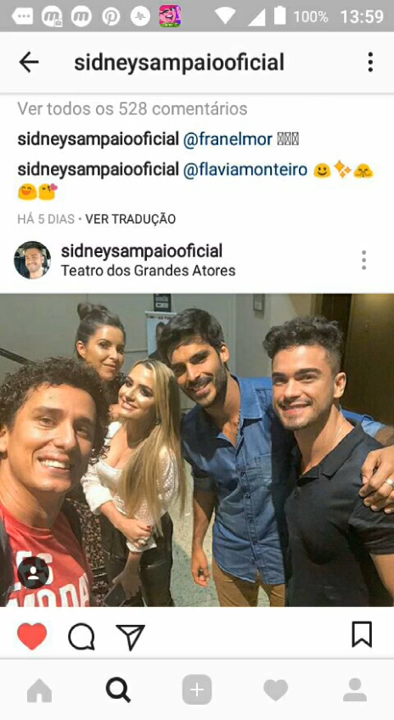 100% 13:59
sidneysampaiooficial
Ver todos os 528 comentários
sidneysampaiooficial @franelmor
sidneysampaiooficial @flaviamonteiro 😃✨🙏
😄😘
HÁ 5 DIAS • VER TRADUÇÃO
sidneysampaiooficial
Teatro dos Grandes Atores